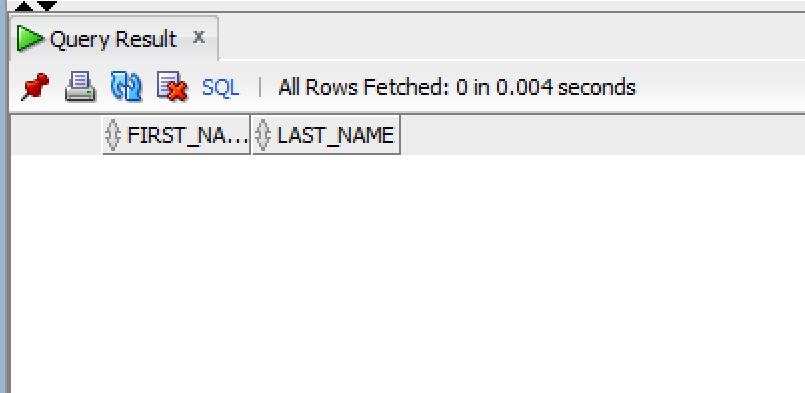 Query Result x
SQL | All Rows Fetched: 0 in 0.004 seconds
FIRST_NA... LAST_NAME